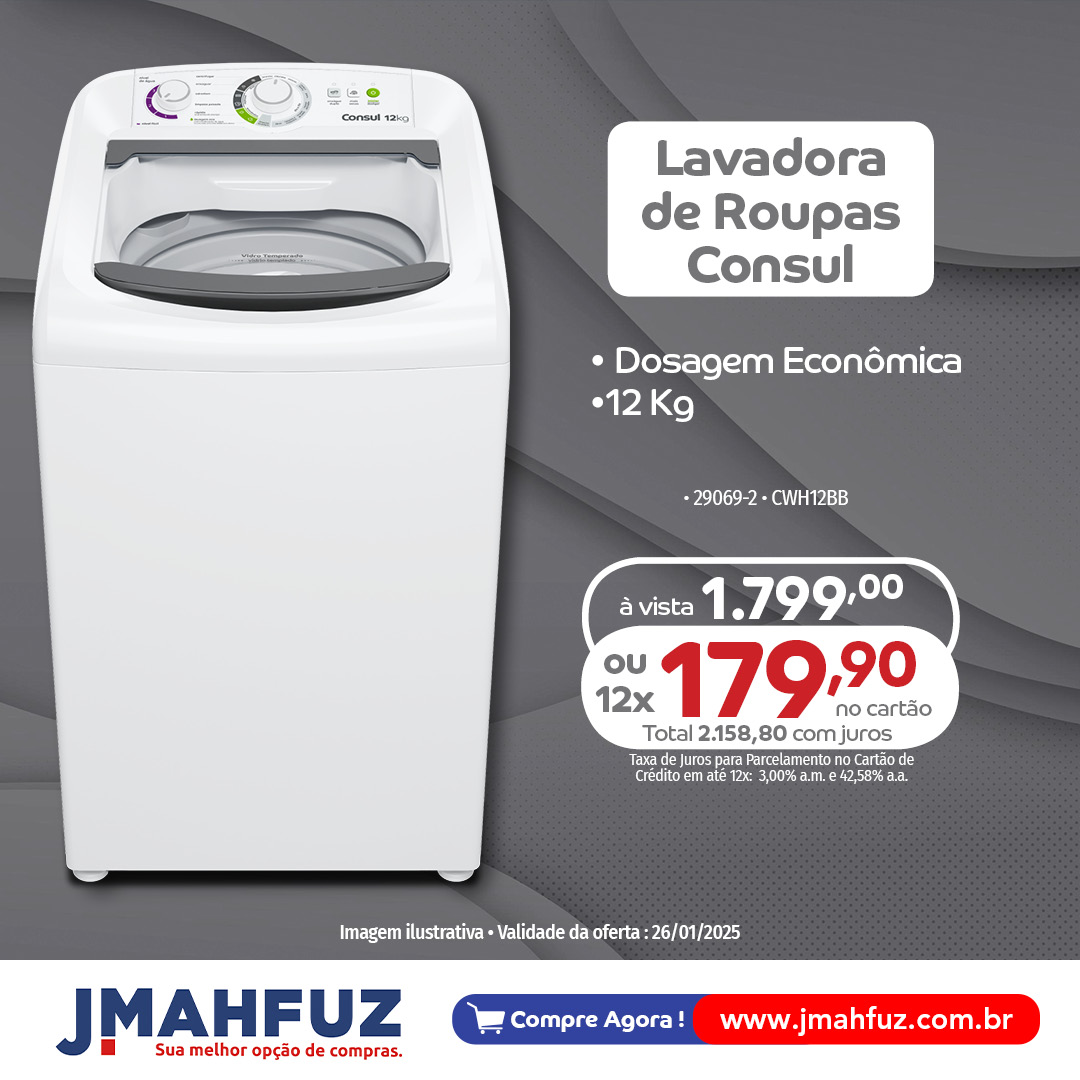 Consul 12kg
Vidro Temperado
Lavadora
de Roupas
Consul
• Dosagem Econômica
•12 Kg
• 29069-2 • CWH12BB
à vista 1.799,00
ou
12x 179,90
no cartão
Total 2.158,80 com juros
Taxa de Juros para Parcelamento no Cartão de
Crédito em até 12x: 3,00% a.m. e 42,58% a.a.
Imagem ilustrativa • Validade da oferta : 26/01/2025
JMAHFUZ
Sua melhor opção de compras.
Compre Agora !
www.jmahfuz.com.br